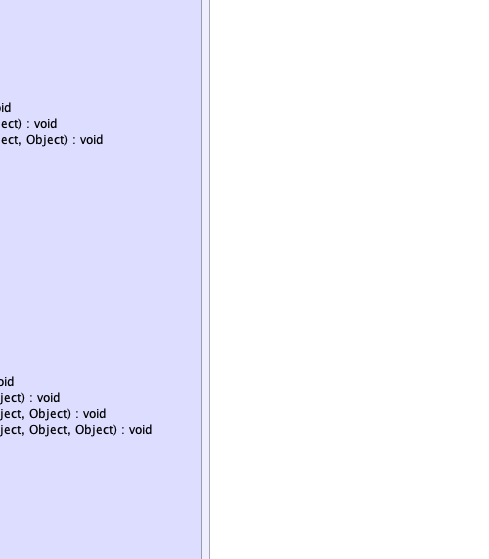 oid
ect) : void
ect, Object) : void
oid
ject) : void
ject, Object) : void
ject, Object, Object) : void